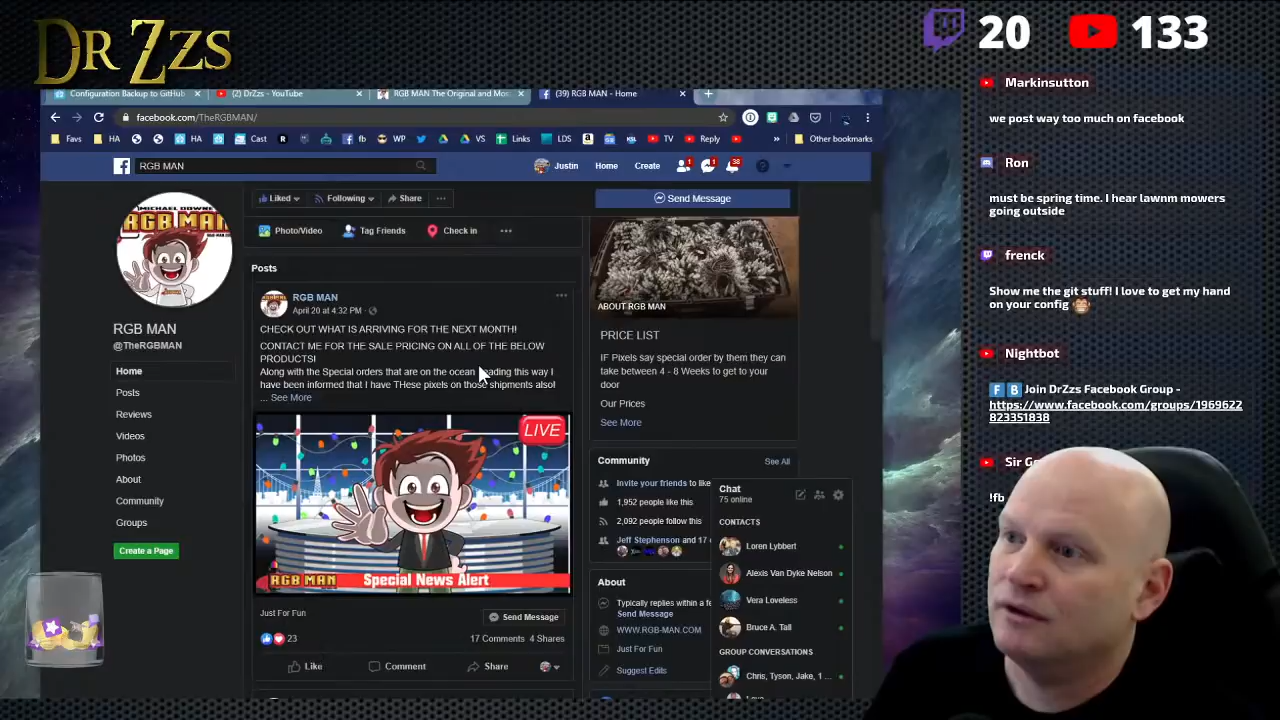 DrZzs
20
133
Configuration Backup to GitHub
(2) DrZzs - YouTube
RGB MAN The Original and Mo
(39) RGB MAN - Home
facebook.com/TheRGBMAN/
Favs
HA
HA
Cast
R
fb
WP
VS
Links
LDS
TV
Reply
Other bookmarks
RGB MAN
Justin
Home
Create
1
1
38
Liked
Following
Share
Send Message
Photo/Video
Tag Friends
Check in
MICHAEL DOWN
RGB MAN
RGB MAN
@TheRGBMAN
Home
Posts
Reviews
Videos
Photos
About
Community
Groups
Create a Page
Posts
RGB MAN
April 20 at 4:32 PM
CHECK OUT WHAT IS ARRIVING FOR THE NEXT MONTH!
CONTACT ME FOR THE SALE PRICING ON ALL OF THE BELOW
PRODUCTS!
Along with the Special orders that are on the ocean heading this way I
have been informed that I have THese pixels on those shipments also!
... See More
LIVE
RGB MAN
Special News Alert
Just For Fun
Send Message
23
17 Comments 4 Shares
Like
Comment
Share
ABOUT RGB MAN
PRICE LIST
IF Pixels say special order by them they can
take between 4 - 8 Weeks to get to your
door
Our Prices
See More
Community
See All
Invite your friends to like
1,952 people like this
2,092 people follow this
Jeff Stephenson and 17
About
Typically replies within a fe
Send Message
WWW.RGB-MAN.COM
Just For Fun
Suggest Edits
Chat
75 online
CONTACTS
Loren Lybbert
Alexis Van Dyke Nelson
Vera Loveless
Bruce A. Tall
GROUP CONVERSATIONS
Chris, Tyson, Jake, 1 ...
Markinsutton
we post way too much on facebook
Ron
must be spring time. I hear lawnm mowers
going outside
frenck
Show me the git stuff! I love to get my hand
on your config
Nightbot
F B Join DrZzs Facebook Group -
https://www.facebook.com/groups/1969622
823351838
Sir G
!fb